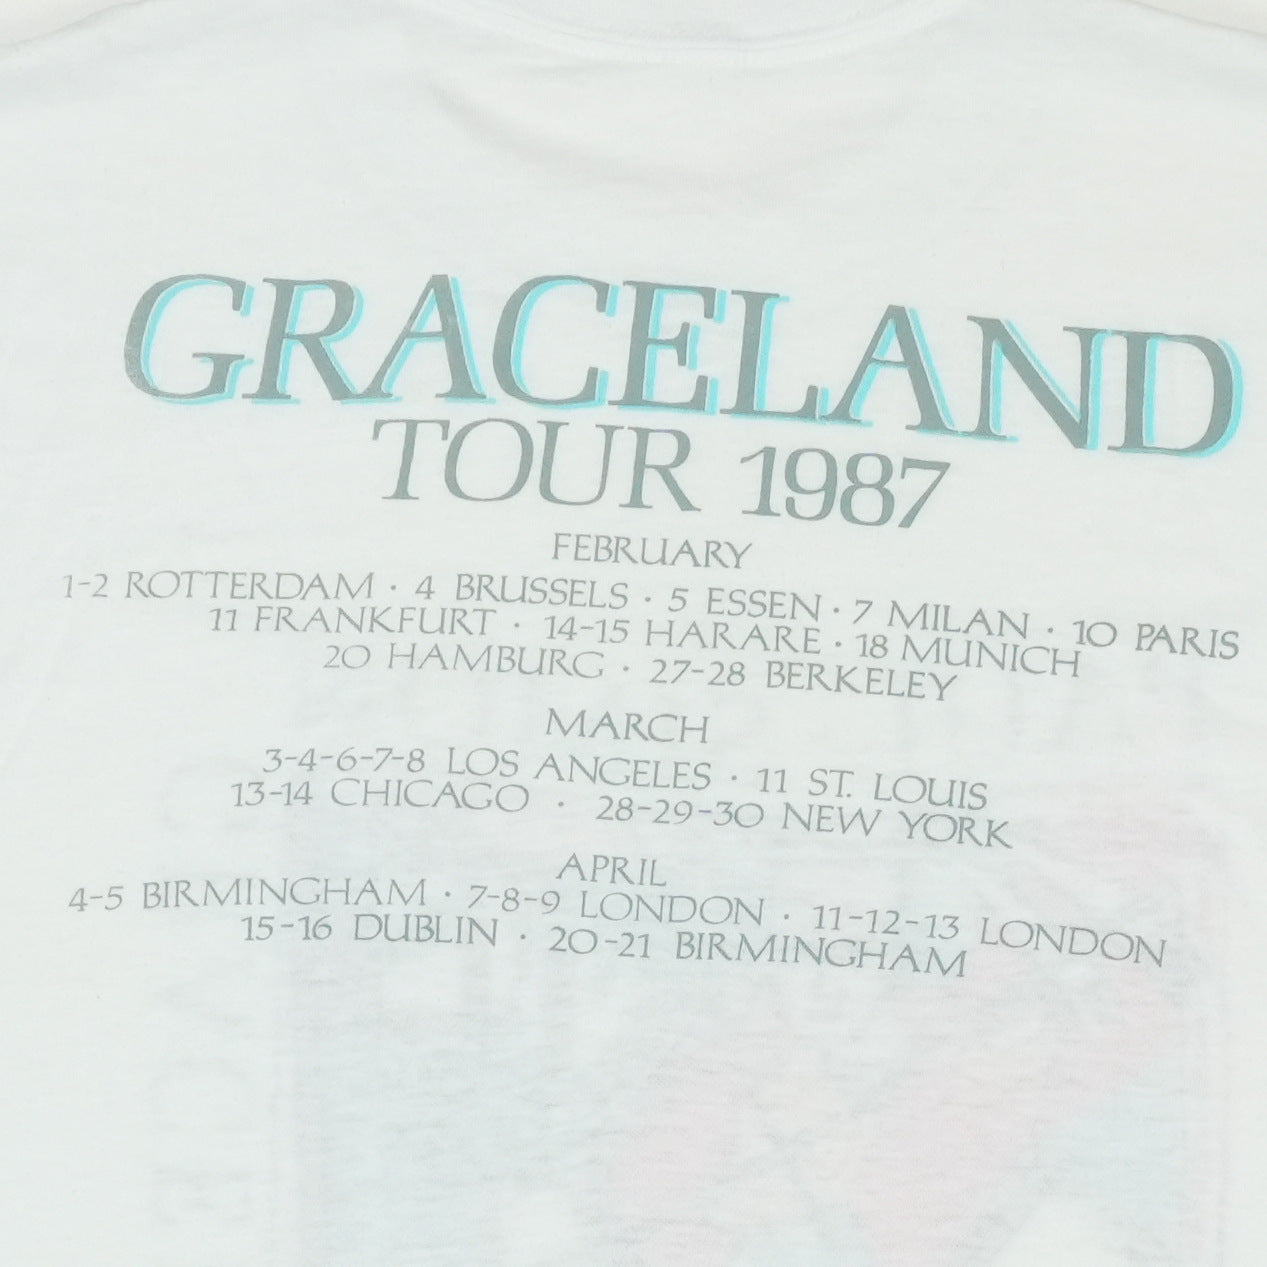 GRACELAND
TOUR 1987
FEBRUARY
1-2 ROTTERDAM · 4 BRUSSELS · 5 ESSEN · 7 MILAN · 10 PARIS
11 FRANKFURT · 14-15 HARARE · 18 MUNICH
20 HAMBURG · 27-28 BERKELEY
MARCH
3-4-6-7-8 LOS ANGELES · 11 ST. LOUIS
13-14 CHICAGO · 28-29-30 NEW YORK
APRIL
4-5 BIRMINGHAM · 7-8-9 LONDON · 11-12-13 LONDON
15-16 DUBLIN · 20-21 BIRMINGHAM